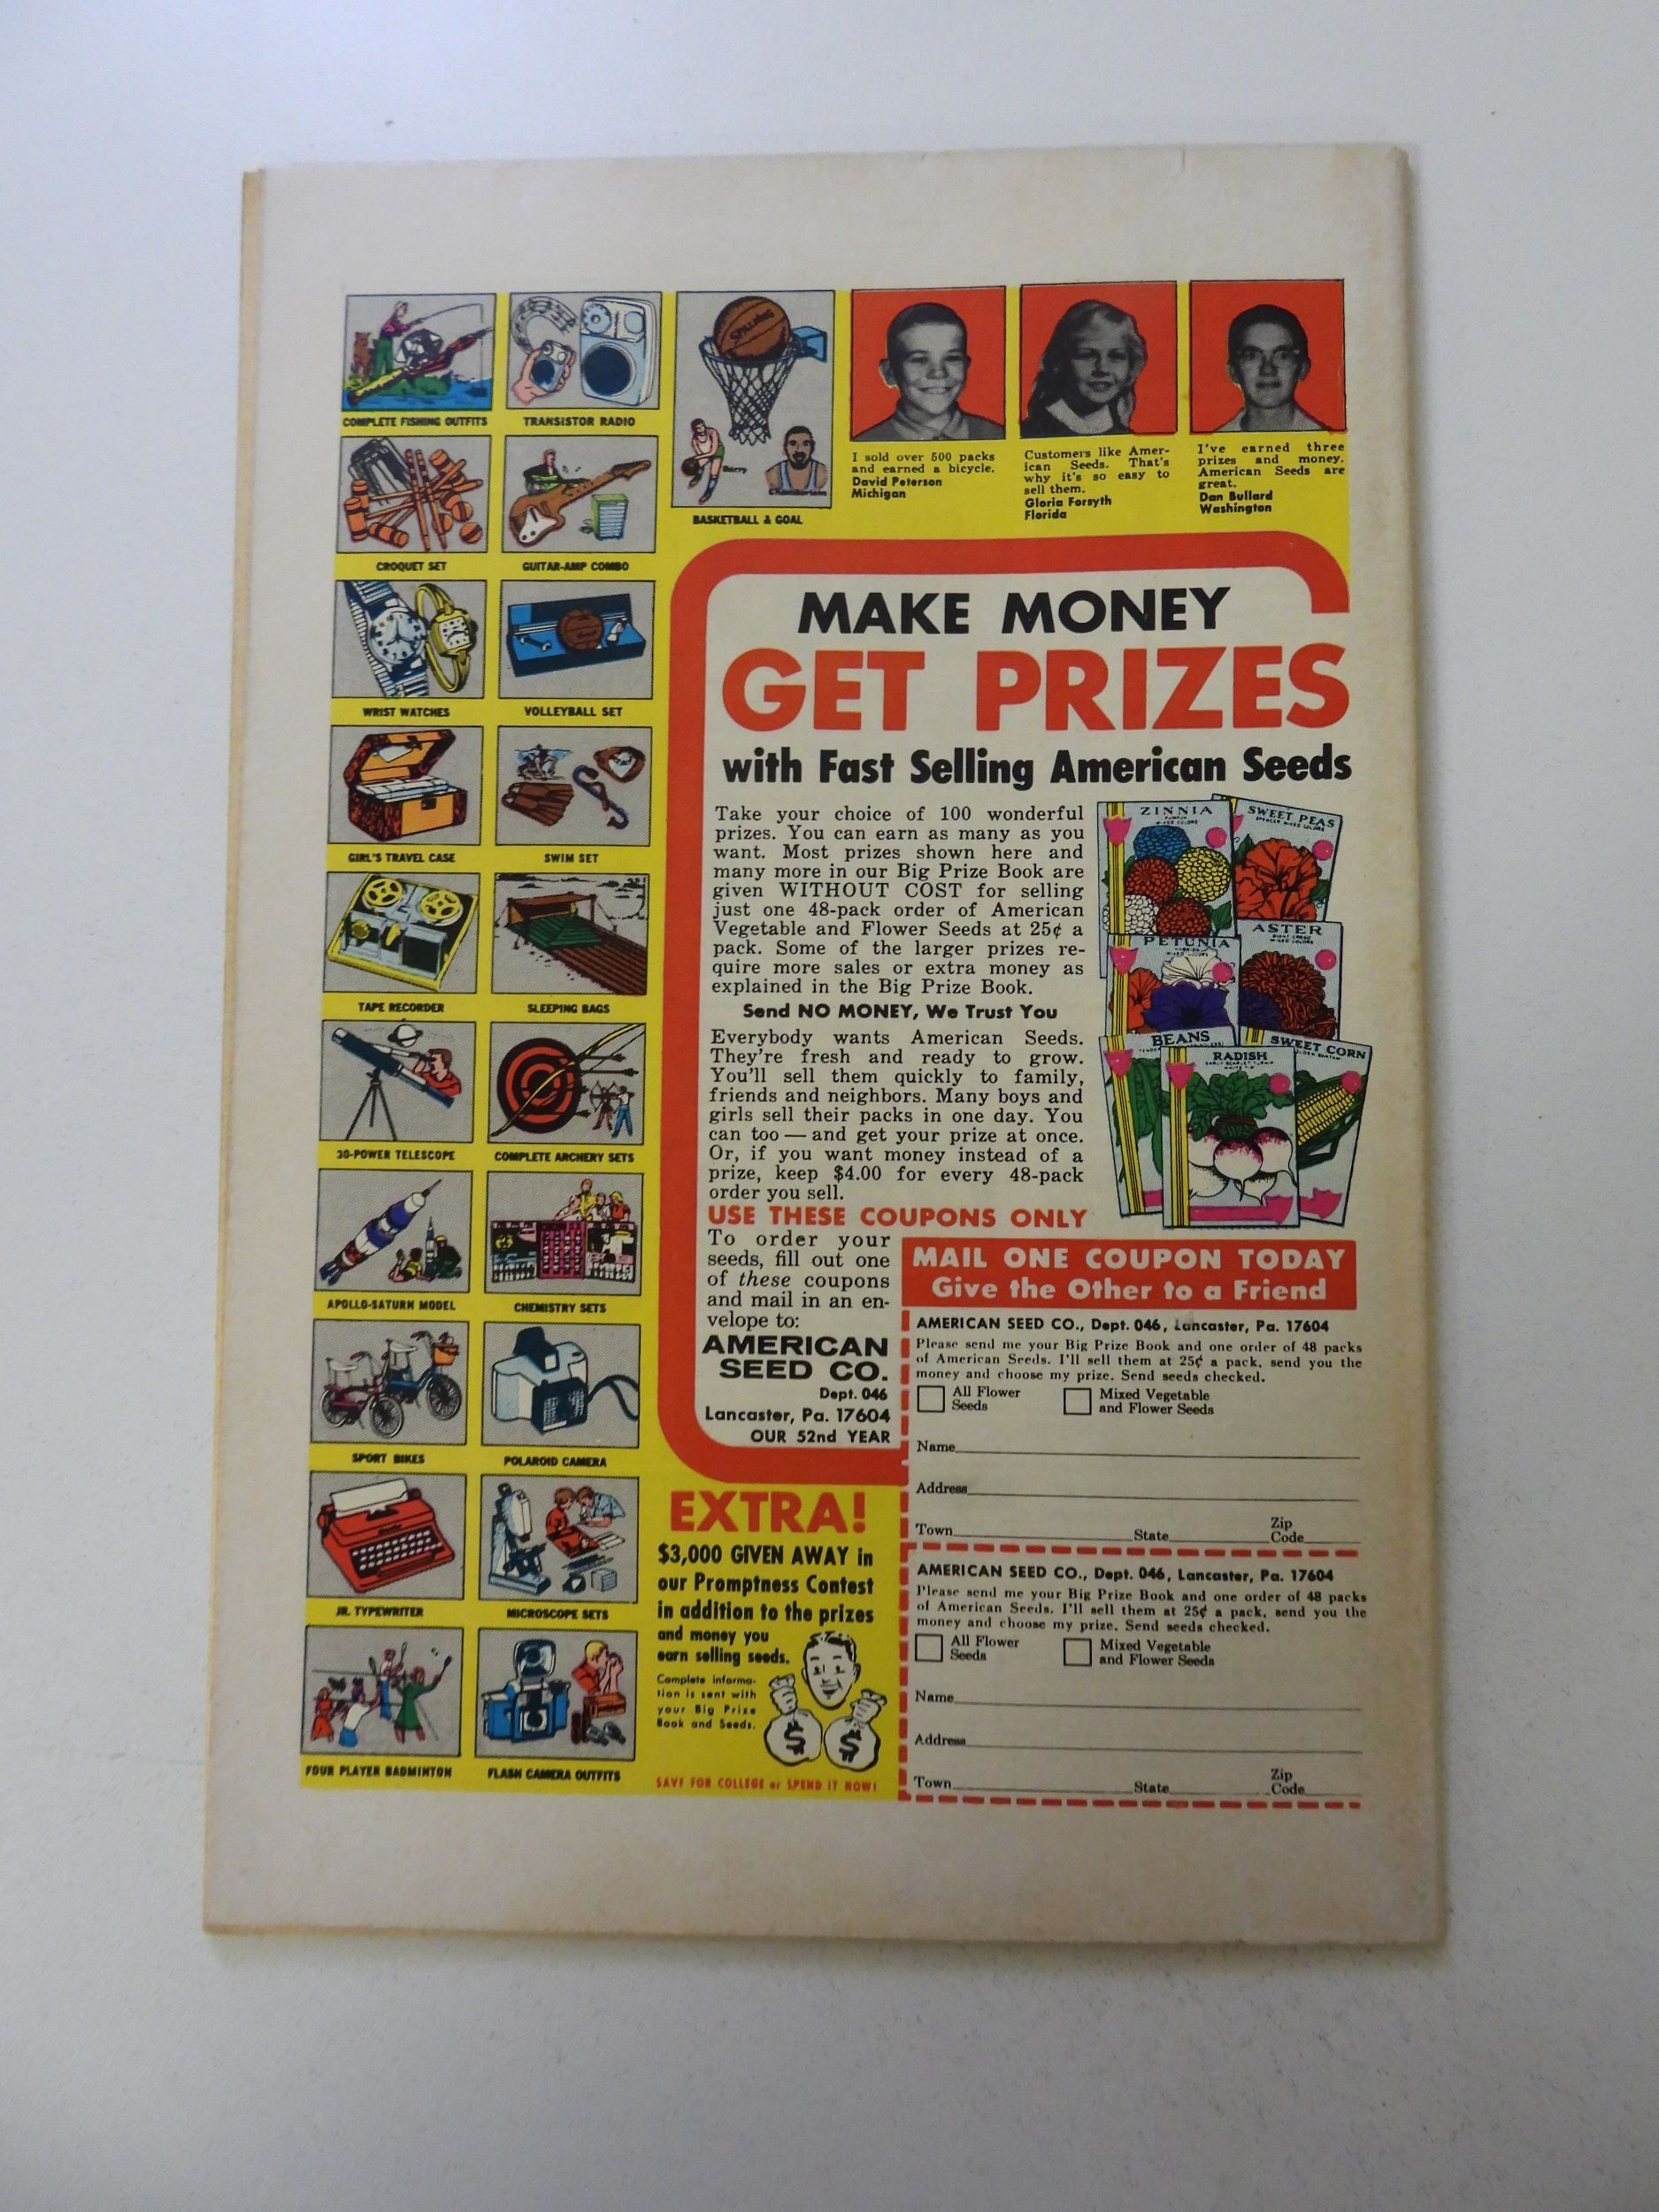 COMPLETE FISHING OUTFITS
TRANSISTOR RADIO
SPALDING
Barry
Chamberlain
BASKETBALL & GOAL
CROQUET SET
GUITAR-AMP COMBO
WRIST WATCHES
VOLLEYBALL SET
GIRL'S TRAVEL CASE
SWIM SET
TAPE RECORDER
SLEEPING BAGS
30-POWER TELESCOPE
COMPLETE ARCHERY SETS
APOLLO-SATURN MODEL
CHEMISTRY SETS
SPORT BIKES
POLAROID CAMERA
JR. TYPEWRITER
MICROSCOPE SETS
FOUR PLAYER BADMINTON
FLASH CAMERA OUTFITS
I sold over 500 packs
and earned a bicycle.
David Peterson
Michigan
Customers like Amer-
ican Seeds. That's
why it's so easy to
sell them.
Gloria Forsyth
Florida
I've earned three
prizes and money.
American Seeds are
great.
Dan Bullard
Washington
MAKE MONEY
GET PRIZES
with Fast Selling American Seeds
Take your choice of 100 wonderful
prizes. You can earn as many as you
want. Most prizes shown here and
many more in our Big Prize Book are
given WITHOUT COST for selling
just one 48-pack order of American
Vegetable and Flower Seeds at 25¢ a
pack. Some of the larger prizes re-
quire more sales or extra money as
explained in the Big Prize Book.
Send NO MONEY, We Trust You
Everybody wants American Seeds.
They're fresh and ready to grow.
You'll sell them quickly to family,
friends and neighbors. Many boys and
girls sell their packs in one day. You
can too — and get your prize at once.
Or, if you want money instead of a
prize, keep $4.00 for every 48-pack
order you sell.
ZINNIA
MIXED COLORS
SWEET PEAS
SPENCER MIXED COLORS
PETUNIA
MIXED COLORS
ASTER
MIXED COLORS
BEANS
RADISH
SWEET CORN
USE THESE COUPONS ONLY
To order your
seeds, fill out one
of these coupons
and mail in an en-
velope to:
AMERICAN
SEED CO.
Dept. 046
Lancaster, Pa. 17604
OUR 52nd YEAR
MAIL ONE COUPON TODAY
Give the Other to a Friend
AMERICAN SEED CO., Dept. 046, Lancaster, Pa. 17604
Please send me your Big Prize Book and one order of 48 packs
of American Seeds. I'll sell them at 25¢ a pack, send you the
money and choose my prize. Send seeds checked.
All Flower
Seeds
Mixed Vegetable
and Flower Seeds
Name
Address
Town State Zip Code
AMERICAN SEED CO., Dept. 046, Lancaster, Pa. 17604
Please send me your Big Prize Book and one order of 48 packs
of American Seeds. I'll sell them at 25¢ a pack, send you the
money and choose my prize. Send seeds checked.
All Flower
Seeds
Mixed Vegetable
and Flower Seeds
Name
Address
Town State Zip Code
EXTRA!
$3,000 GIVEN AWAY in
our Promptness Contest
in addition to the prizes
and money you
earn selling seeds.
Complete informa-
tion is sent with
your Big Prize
Book and Seeds.
$ $
SAVE FOR COLLEGE or SPEND IT NOW!